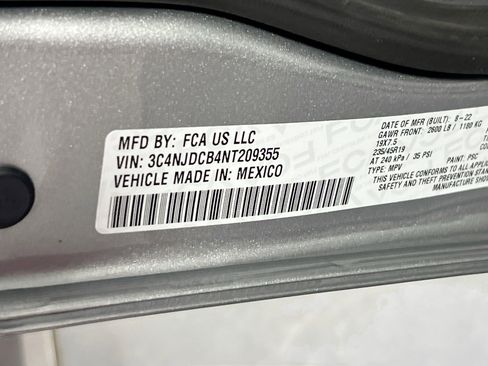 MFD BY: FCA US LLC
VIN: 3C4NJDCB4NT209355
VEHICLE MADE IN: MEXICO
DATE OF MFR (BUILT): 8-22
GAWR FRONT: 2600 LB / 1180 KG
19X7.5
235/45R19
AT 240 kPa / 35 PSI
TYPE: MPV PAINT: PSC
THIS VEHICLE CONFORMS TO ALL APPLICABLE
SAFETY AND THEFT PREVENTION STAN
MANUFACTURE SHO